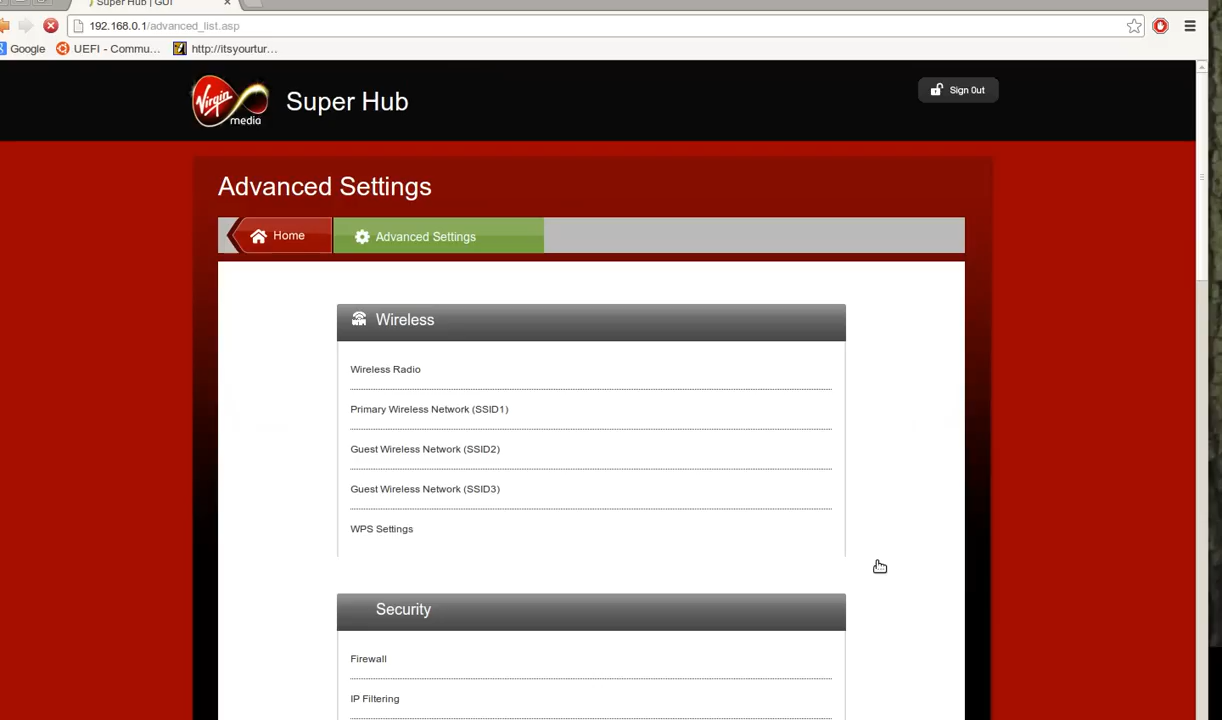 Super Hub | GUI
192.168.0.1/advanced_list.asp
Google
UEFI - Commu...
http://itsyourtur...
Virgin
media
Super Hub
Sign Out
Advanced Settings
Home
Advanced Settings
Wireless
Wireless Radio
Primary Wireless Network (SSID1)
Guest Wireless Network (SSID2)
Guest Wireless Network (SSID3)
WPS Settings
Security
Firewall
IP Filtering